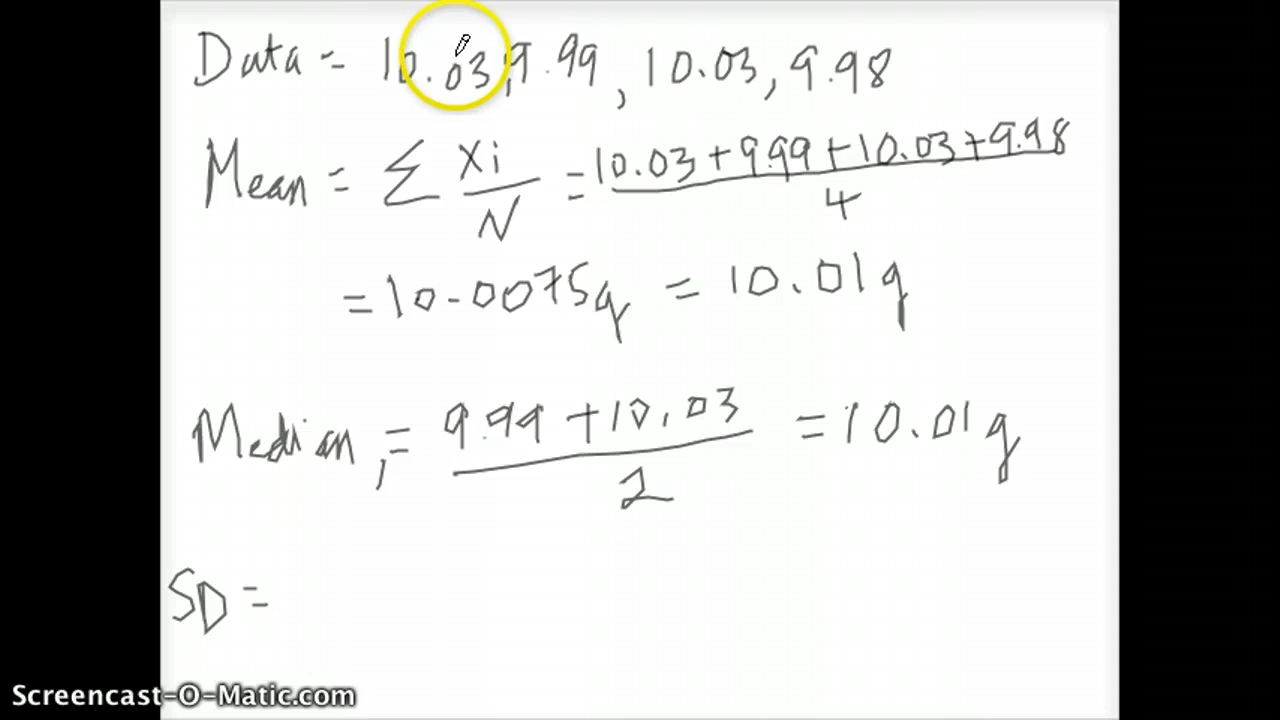 Data = 10.03, 9.99, 10.03, 9.98
Mean = Σ Xi/N = 10.03 + 9.99 + 10.03 + 9.98 / 4
= 10.0075g = 10.01g
Median, = 9.99 + 10.03 / 2 = 10.01g
SD =
Screencast-O-Matic.com